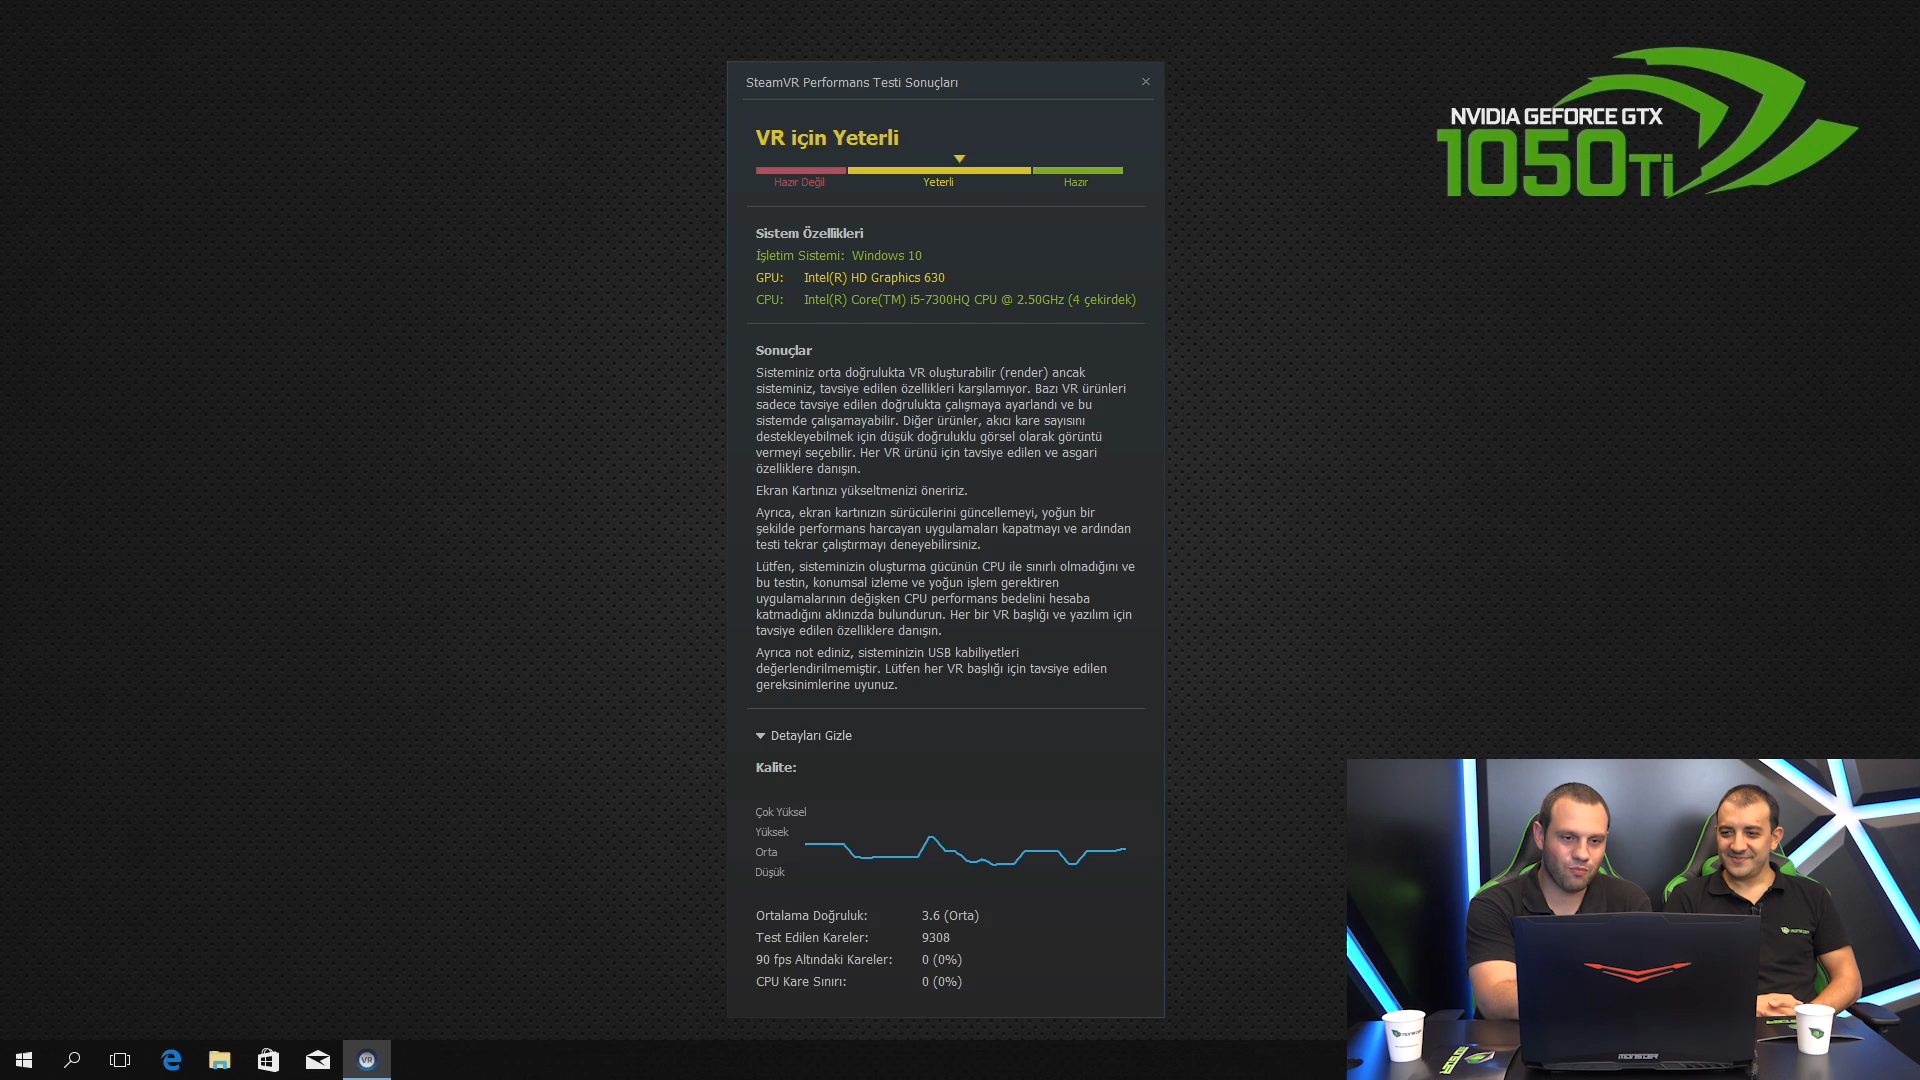 SteamVR Performans Testi Sonuçları
VR için Yeterli
Hazır Değil
Yeterli
Hazır
Sistem Özellikleri
İşletim Sistemi: Windows 10
GPU: Intel(R) HD Graphics 630
CPU: Intel(R) Core(TM) i5-7300HQ CPU @ 2.50GHz (4 çekirdek)
Sonuçlar
Sisteminiz orta doğrulukta VR oluşturabilir (render) ancak
sisteminiz, tavsiye edilen özellikleri karşılamıyor. Bazı VR ürünleri
sadece tavsiye edilen doğrulukta çalışmaya ayarlandı ve bu
sistemde çalışamayabilir. Diğer ürünler, akıcı kare sayısını
destekleyebilmek için düşük doğruluklu görsel olarak görüntü
vermeyi seçebilir. Her VR ürünü için tavsiye edilen ve asgari
özelliklere danışın.
Ekran Kartınızı yükseltmenizi öneririz.
Ayrıca, ekran kartınızın sürücülerini güncellemeyi, yoğun bir
şekilde performans harcayan uygulamaları kapatmayı ve ardından
testi tekrar çalıştırmayı deneyebilirsiniz.
Lütfen, sisteminizin oluşturma gücünün CPU ile sınırlı olmadığını ve
bu testin, konumsal izleme ve yoğun işlem gerektiren
uygulamalarının değişken CPU performans bedelini hesaba
katmadığını aklınızda bulundurun. Her bir VR başlığı ve yazılım için
tavsiye edilen özelliklere danışın.
Ayrıca not ediniz, sisteminizin USB kabiliyetleri
değerlendirilmemiştir. Lütfen her VR başlığı için tavsiye edilen
gereksinimlerine uyunuz.
Detayları Gizle
Kalite:
Çok Yüksel
Yüksek
Orta
Düşük
Ortalama Doğruluk: 3.6 (Orta)
Test Edilen Kareler: 9308
90 fps Altındaki Kareler: 0 (0%)
CPU Kare Sınırı: 0 (0%)
NVIDIA GEFORCE GTX
1050Ti
VR
MONSTER
MONSTER
MONSTER
MONSTER